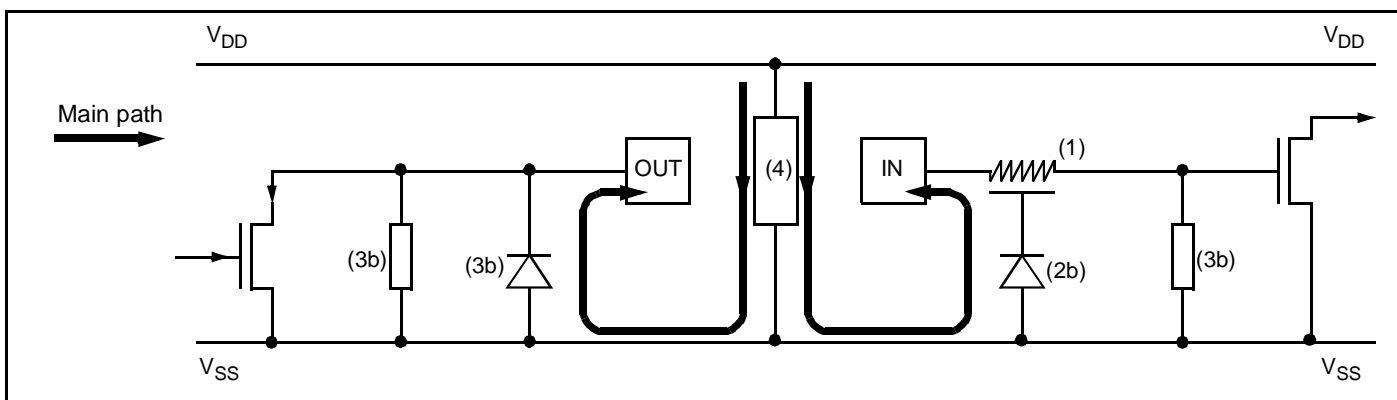 VDD
VDD
Main path
OUT
(4)
IN
(1)
(3b)
(3b)
(2b)
(3b)
VSS
VSS